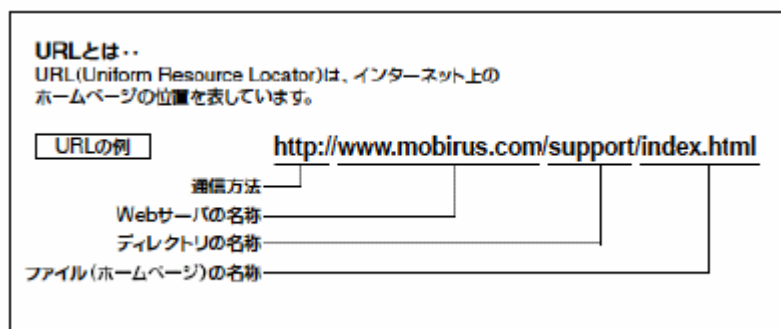 URLとは‥
URL(Uniform Resource Locator)は、インターネット上の
ホームページの位置を表しています。
URLの例 http://www.mobirus.com/support/index.html
通信方法
Webサーバの名称
ディレクトリの名称
ファイル(ホームページ)の名称